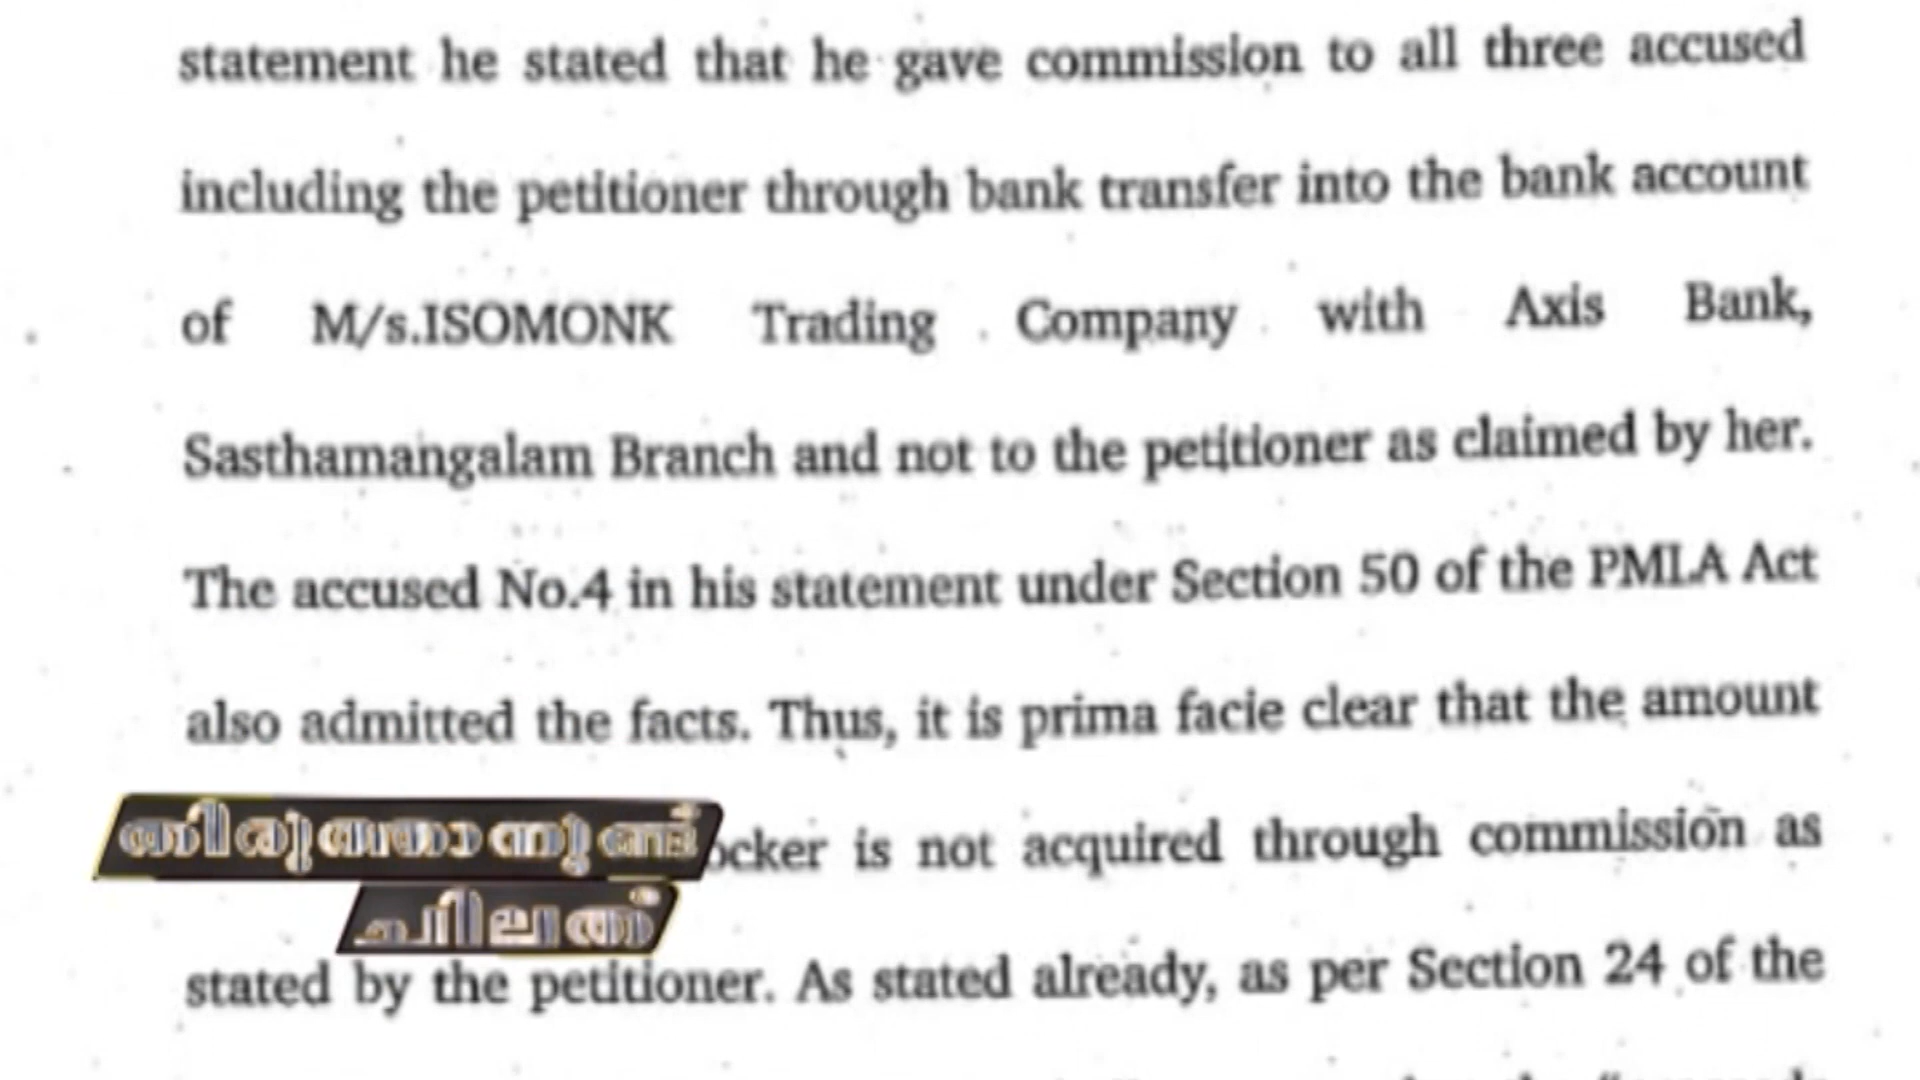 statement he stated that he gave commission to all three accused
including the petitioner through bank transfer into the bank account
of M/s.ISOMONK Trading Company with Axis Bank,
Sasthamangalam Branch and not to the petitioner as claimed by her.
The accused No.4 in his statement under Section 50 of the PMLA Act
also admitted the facts. Thus, it is prima facie clear that the amount
തിരുത്താനുണ്ട്
ചിലത്
ocker is not acquired through commission as
stated by the petitioner. As stated already, as per Section 24 of the